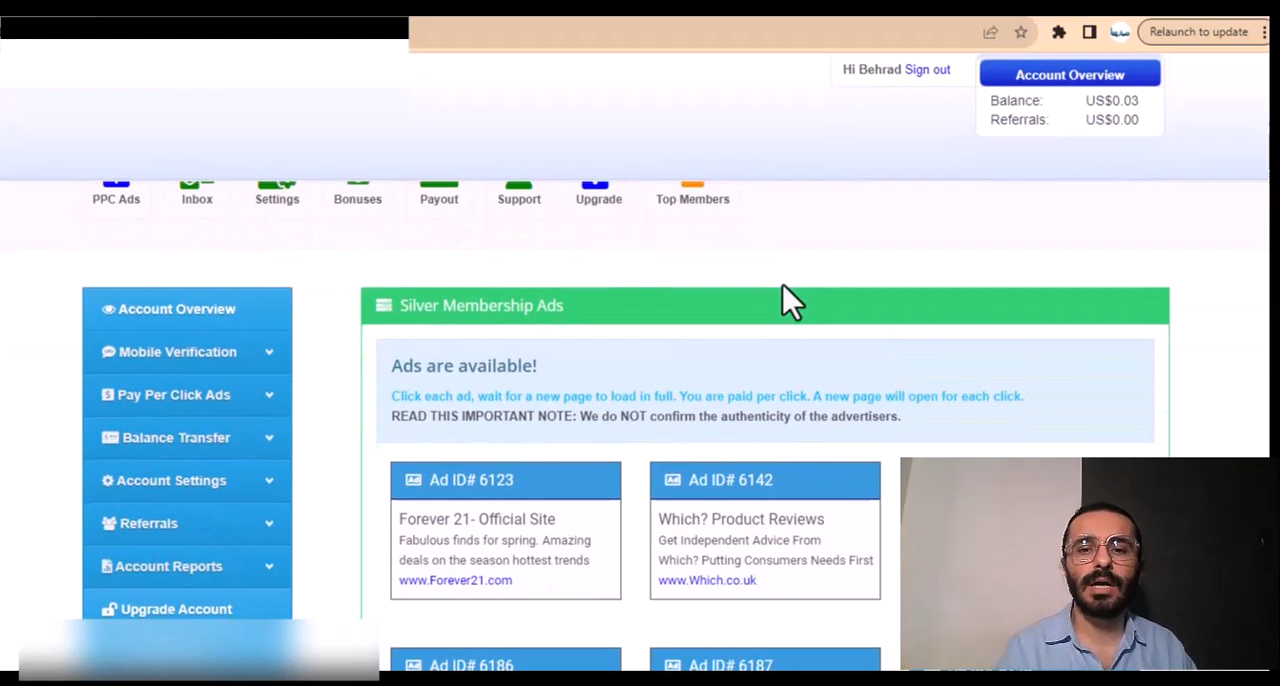 Relaunch to update
Hi Behrad Sign out
Account Overview
Balance: US$0.03
Referrals: US$0.00
PPC Ads
Inbox
Settings
Bonuses
Payout
Support
Upgrade
Top Members
Account Overview
Mobile Verification
Pay Per Click Ads
Balance Transfer
Account Settings
Referrals
Account Reports
Upgrade Account
Silver Membership Ads
Ads are available!
Click each ad, wait for a new page to load in full. You are paid per click. A new page will open for each click.
READ THIS IMPORTANT NOTE: We do NOT confirm the authenticity of the advertisers.
Ad ID# 6123
Forever 21- Official Site
Fabulous finds for spring. Amazing
deals on the season hottest trends
www.Forever21.com
Ad ID# 6142
Which? Product Reviews
Get Independent Advice From
Which? Putting Consumers Needs First
www.Which.co.uk
Ad ID# 6186
Ad ID# 6187